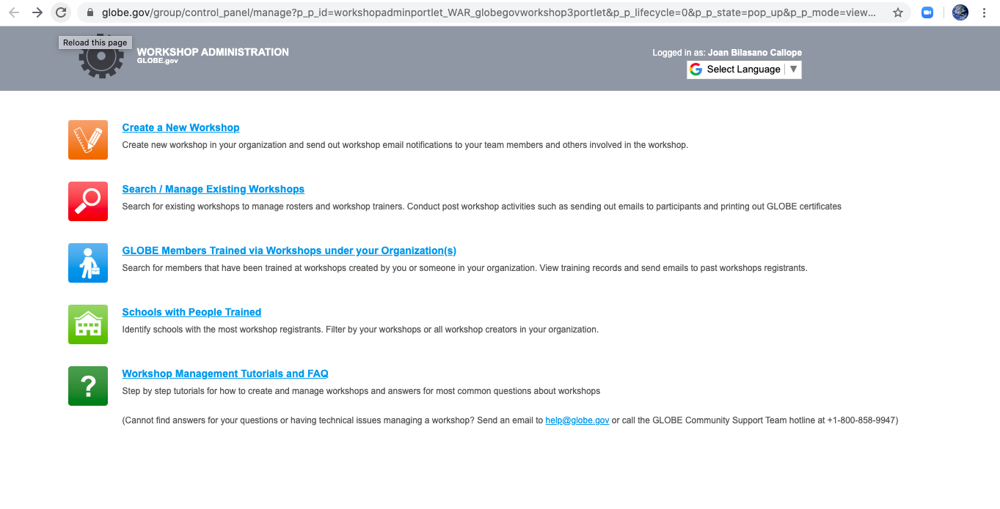 globe.gov/group/control_panel/manage?p_p_id=workshopadminportlet_WAR_globegovworkshop3portlet&p_p_lifecycle=0&p_p_state=pop_up&p_p_mode=view...
Reload this page
WORKSHOP ADMINISTRATION
GLOBE.gov
Logged in as: Joan Bilasano Callope
G Select Language ▼
Create a New Workshop
Create new workshop in your organization and send out workshop email notifications to your team members and others involved in the workshop.
Search / Manage Existing Workshops
Search for existing workshops to manage rosters and workshop trainers. Conduct post workshop activities such as sending out emails to participants and printing out GLOBE certificates
GLOBE Members Trained via Workshops under your Organization(s)
Search for members that have been trained at workshops created by you or someone in your organization. View training records and send emails to past workshops registrants.
Schools with People Trained
Identify schools with the most workshop registrants. Filter by your workshops or all workshop creators in your organization.
?
Workshop Management Tutorials and FAQ
Step by step tutorials for how to create and manage workshops and answers for most common questions about workshops
(Cannot find answers for your questions or having technical issues managing a workshop? Send an email to help@globe.gov or call the GLOBE Community Support Team hotline at +1-800-858-9947)